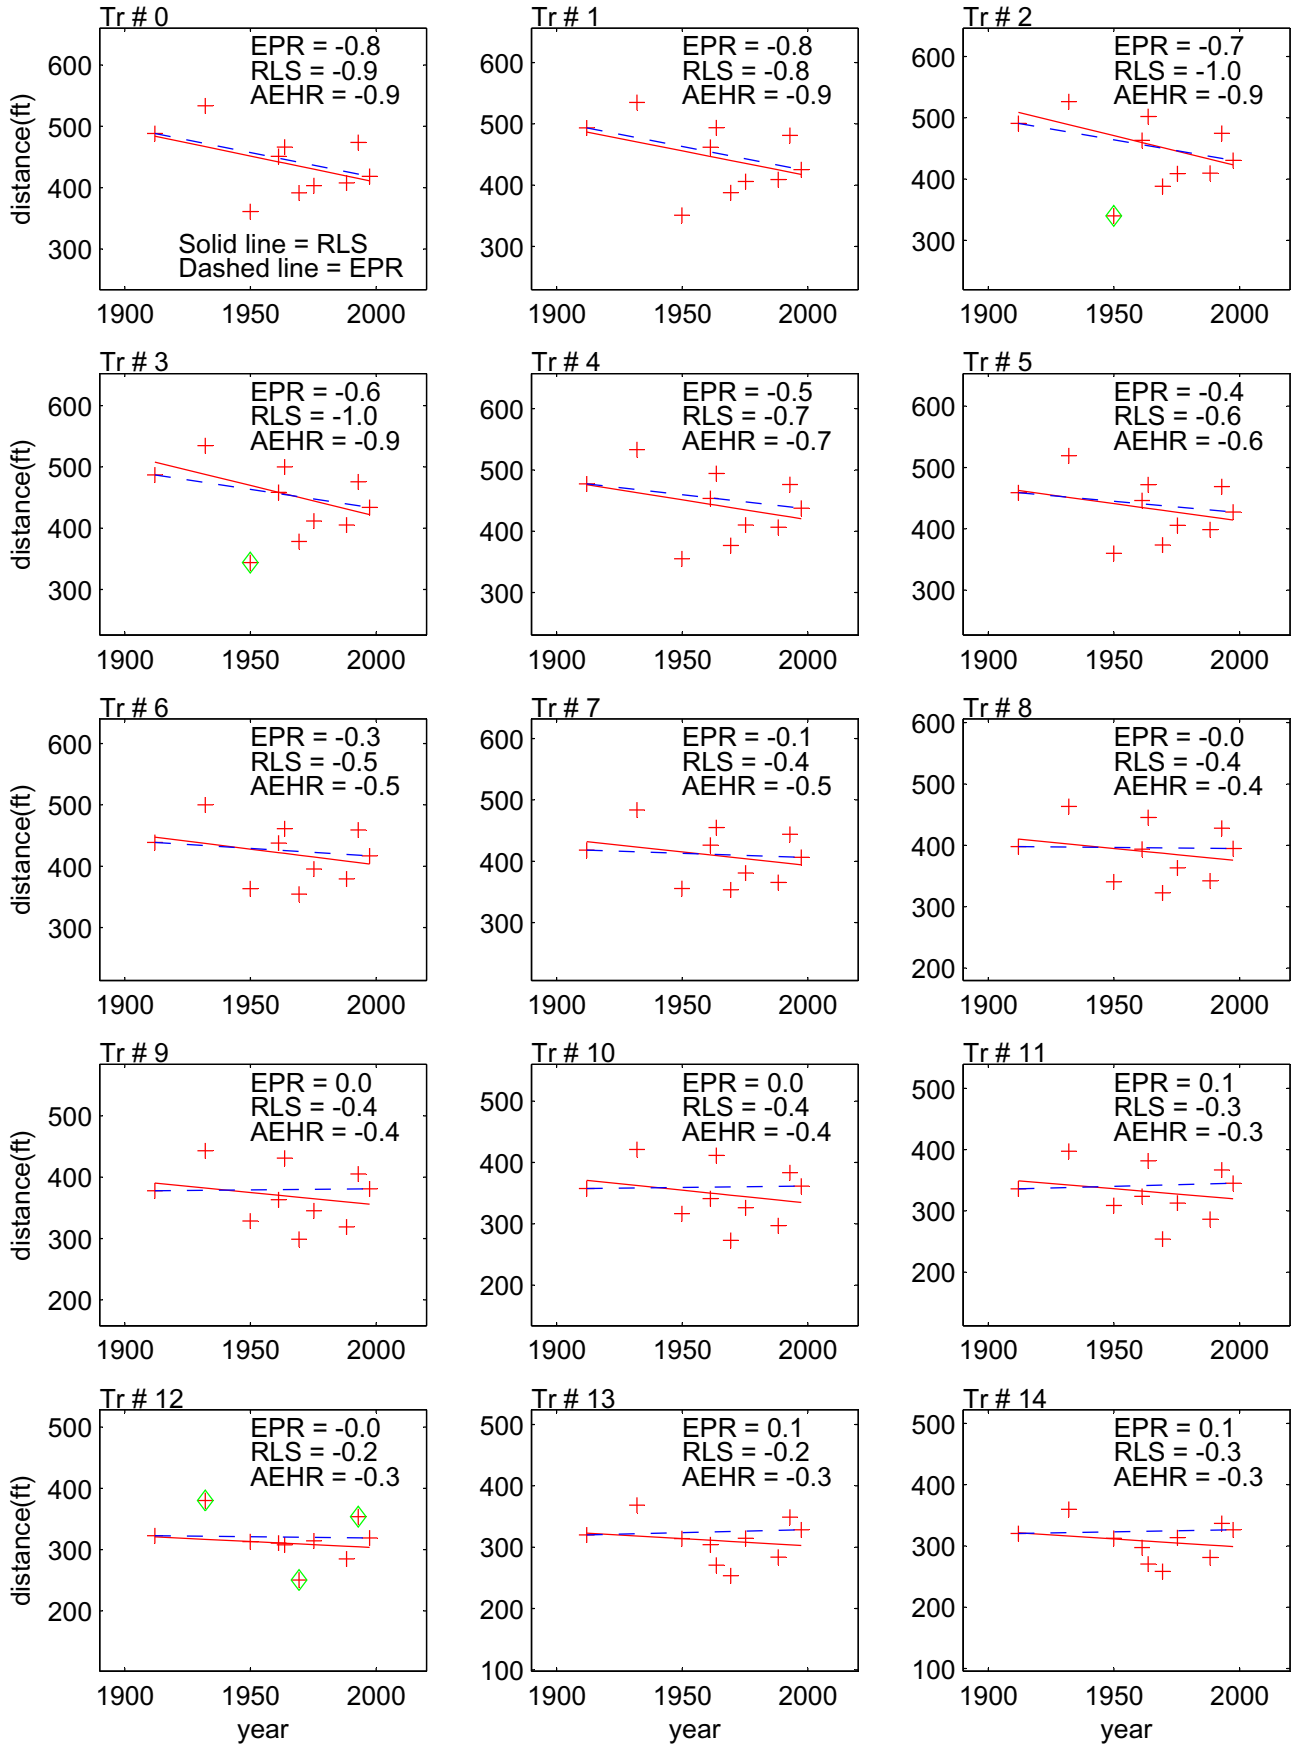 Tr # 0
EPR = -0.8
RLS = -0.9
AEHR = -0.9
600
500
400
300
distance(ft)
Solid line = RLS
Dashed line = EPR
1900 1950 2000
Tr # 1
EPR = -0.8
RLS = -0.8
AEHR = -0.9
600
500
400
300
1900 1950 2000
Tr # 2
EPR = -0.7
RLS = -1.0
AEHR = -0.9
600
500
400
300
1900 1950 2000
Tr # 3
EPR = -0.6
RLS = -1.0
AEHR = -0.9
600
500
400
300
distance(ft)
1900 1950 2000
Tr # 4
EPR = -0.5
RLS = -0.7
AEHR = -0.7
600
500
400
300
1900 1950 2000
Tr # 5
EPR = -0.4
RLS = -0.6
AEHR = -0.6
600
500
400
300
1900 1950 2000
Tr # 6
EPR = -0.3
RLS = -0.5
AEHR = -0.5
600
500
400
300
distance(ft)
1900 1950 2000
Tr # 7
EPR = -0.1
RLS = -0.4
AEHR = -0.5
600
500
400
300
1900 1950 2000
Tr # 8
EPR = -0.0
RLS = -0.4
AEHR = -0.4
600
500
400
300
200
1900 1950 2000
Tr # 9
EPR = 0.0
RLS = -0.4
AEHR = -0.4
500
400
300
200
distance(ft)
1900 1950 2000
Tr # 10
EPR = 0.0
RLS = -0.4
AEHR = -0.4
500
400
300
200
1900 1950 2000
Tr # 11
EPR = 0.1
RLS = -0.3
AEHR = -0.3
500
400
300
200
1900 1950 2000
Tr # 12
EPR = -0.0
RLS = -0.2
AEHR = -0.3
500
400
300
200
distance(ft)
1900 1950 2000
year
Tr # 13
EPR = 0.1
RLS = -0.2
AEHR = -0.3
500
400
300
200
100
1900 1950 2000
year
Tr # 14
EPR = 0.1
RLS = -0.3
AEHR = -0.3
500
400
300
200
100
1900 1950 2000
year